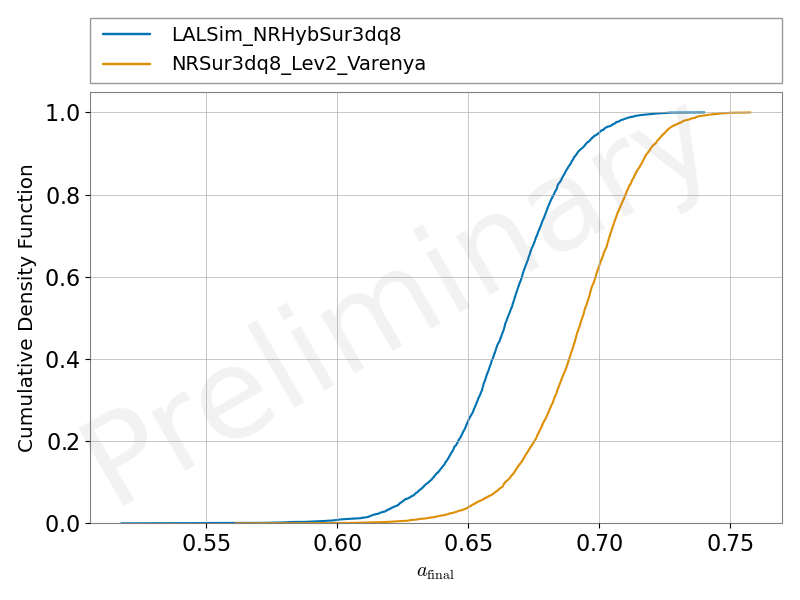 LALSim_NRHybSur3dq8
NRSur3dq8_Lev2_Varenya
1.0
0.8
0.6
0.4
0.2
0.0
Cumulative Density Function
Preliminary
0.55 0.60 0.65 0.70 0.75
a_final